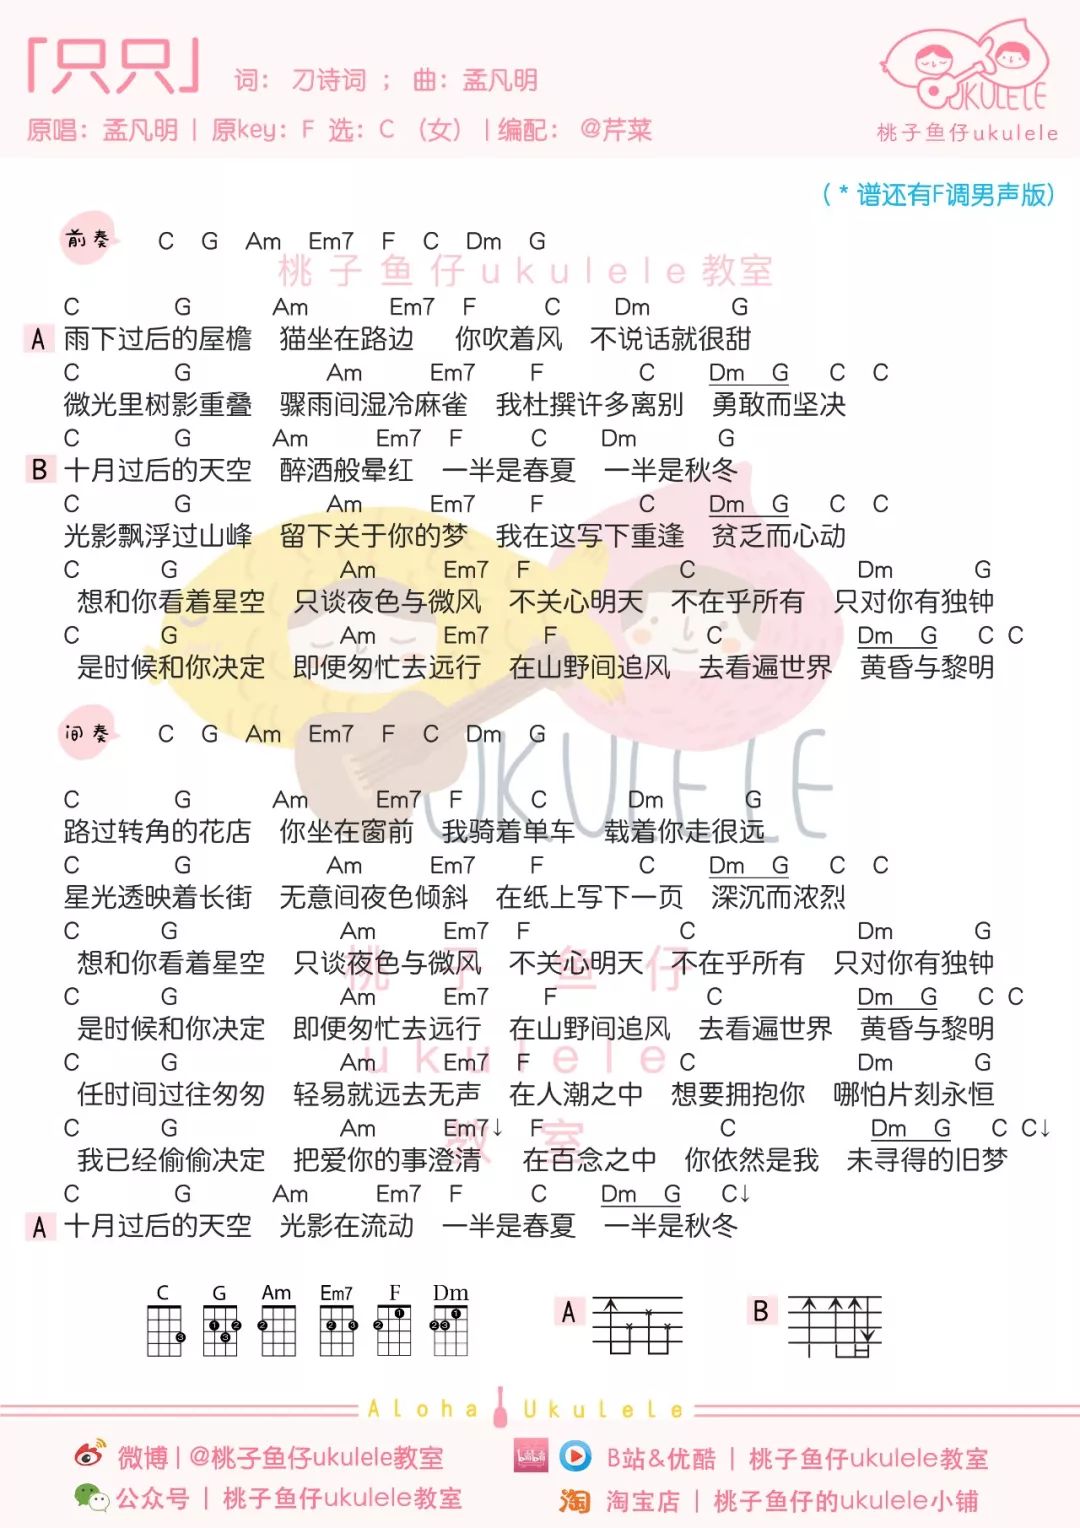 「只只」 词： 刁诗词 ； 曲：孟凡明
原唱：孟凡明 | 原key：F 选：C （女） | 编配： @芹菜
UKULELE
桃子鱼仔ukulele
（ * 谱还有F调男声版）
前奏 C G Am Em7 F C Dm G
桃子鱼仔ukulele教室
C G Am Em7 F C Dm G
A 雨下过后的屋檐 猫坐在路边 你吹着风 不说话就很甜
C G Am Em7 F C Dm G C C
微光里树影重叠 骤雨间湿冷麻雀 我杜撰许多离别 勇敢而坚决
C G Am Em7 F C Dm G
B 十月过后的天空 醉酒般晕红 一半是春夏 一半是秋冬
C G Am Em7 F C Dm G C C
光影飘浮过山峰 留下关于你的梦 我在这写下重逢 贫乏而心动
C G Am Em7 F C Dm G
想和你看着星空 只谈夜色与微风 不关心明天 不在乎所有 只对你有独钟
C G Am Em7 F C Dm G C C
是时候和你决定 即便匆忙去远行 在山野间追风 去看遍世界 黄昏与黎明
间奏 C G Am Em7 F C Dm G
UKULELE
C G Am Em7 F C Dm G
路过转角的花店 你坐在窗前 我骑着单车 载着你走很远
C G Am Em7 F C Dm G C C
星光透映着长街 无意间夜色倾斜 在纸上写下一页 深沉而浓烈
C G Am Em7 F C Dm G
想和你看着星空 只谈夜色与微风 不关心明天 不在乎所有 只对你有独钟
桃子鱼仔
C G Am Em7 F C Dm G C C
是时候和你决定 即便匆忙去远行 在山野间追风 去看遍世界 黄昏与黎明
ukulele
C G Am Em7 F C Dm G
任时间过往匆匆 轻易就远去无声 在人潮之中 想要拥抱你 哪怕片刻永恒
C G Am Em7↓ F C Dm G C C↓
教室
我已经偷偷决定 把爱你的事澄清 在苦念之中 你依然是我 未寻得的旧梦
C G Am Em7 F C Dm G C↓
A 十月过后的天空 光影在流动 一半是春夏 一半是秋冬
C G Am Em7 F Dm
3 1 2 3 2 2 3 2 1 2 3 1
A B
Aloha Ukulele
微博 | @桃子鱼仔ukulele教室 B站&优酷 | 桃子鱼仔ukulele教室
公众号 | 桃子鱼仔ukulele教室 淘 淘宝店 | 桃子鱼仔的ukulele小铺